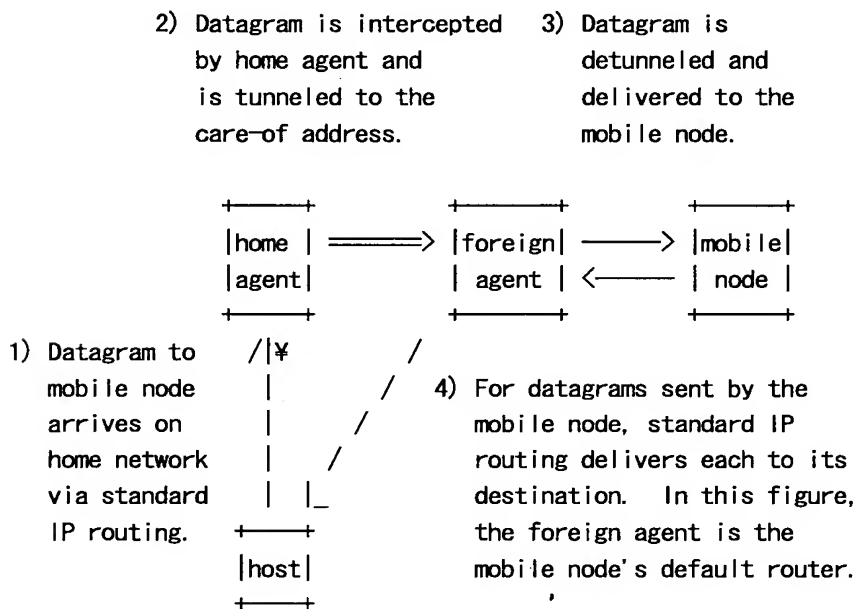 2) Datagram is intercepted
by home agent and
is tunneled to the
care-of address.
3) Datagram is
detunneled and
delivered to the
mobile node.
|home | =====> |foreign| ------> |mobile|
|agent| | agent | <------ | node |
1) Datagram to
mobile node
arrives on
home network
via standard
IP routing.
/|¥
4) For datagrams sent by the
mobile node, standard IP
routing delivers each to its
destination. In this figure,
the foreign agent is the
mobile node's default router.
|host|